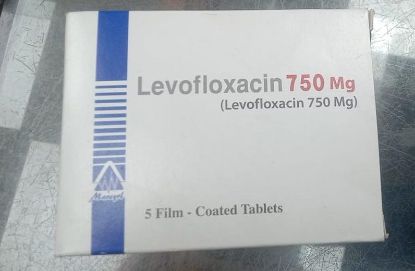 Levofloxacin 750 Mg
(Levofloxacin 750 Mg)
5 Film - Coated Tablets